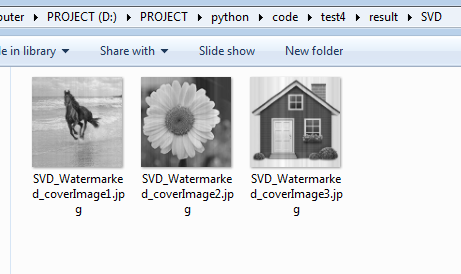 outer ▸ PROJECT (D:) ▸ PROJECT ▸ python ▸ code ▸ test4 ▸ result ▸ SVD
e in library ▾ Share with ▾ Slide show New folder
SVD_Watermarke SVD_Watermarke SVD_Watermarke
d_coverImage1.jp d_coverImage2.jp d_coverImage3.jp
g g g